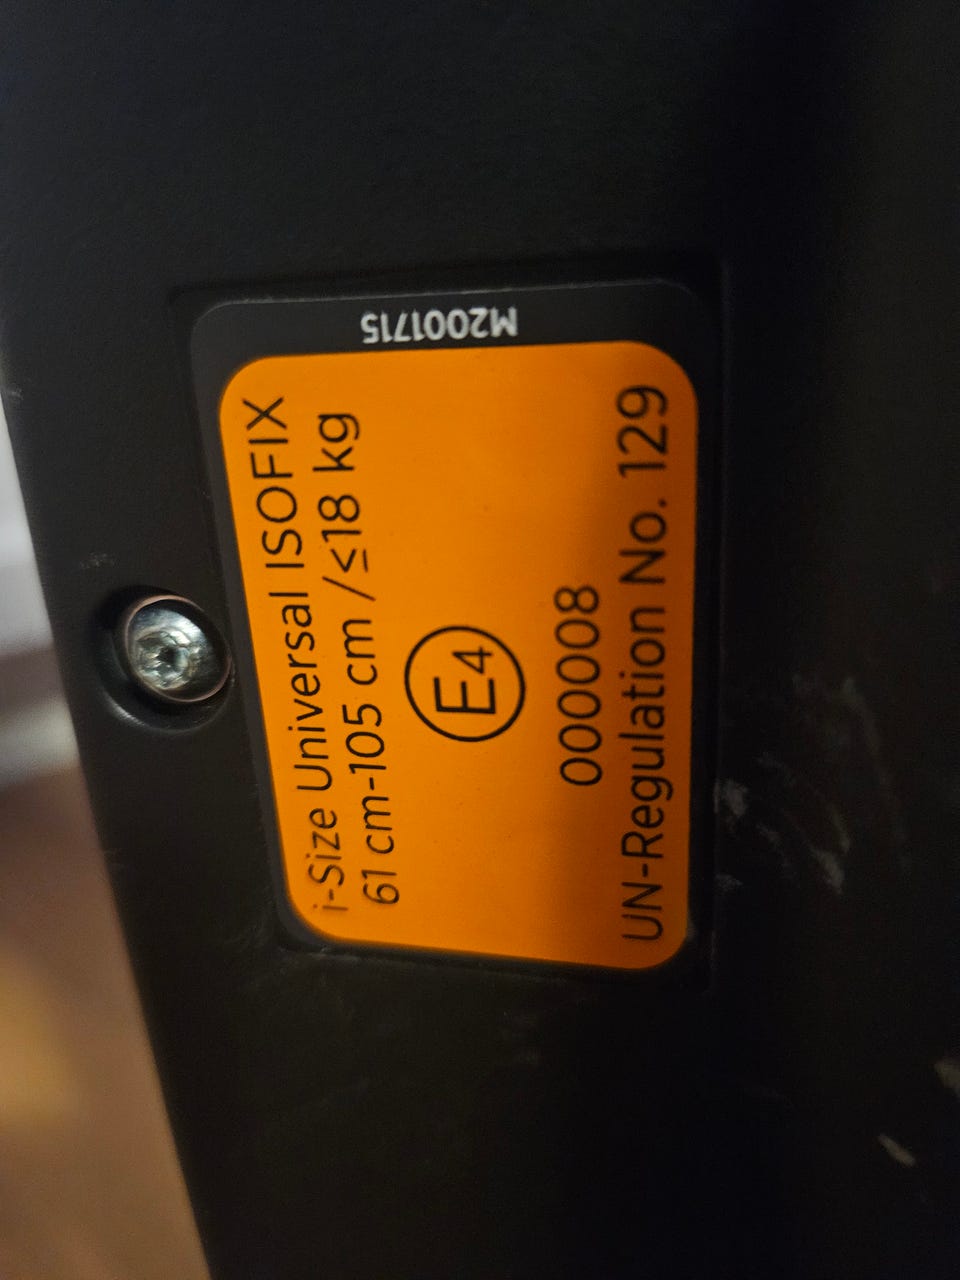 i-Size Universal ISOFIX
61 cm-105 cm /≤18 kg
E4
000008
UN-Regulation No. 129
M2001715